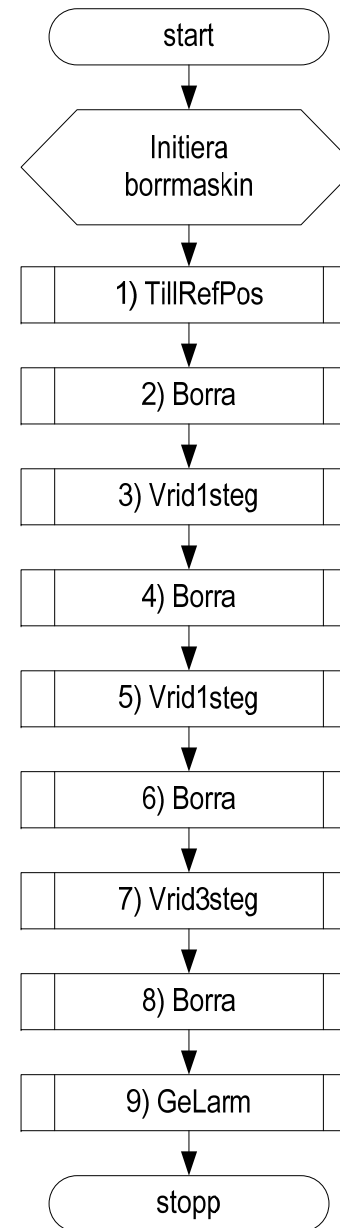 start
Initiera
borrmaskin
1) TillRefPos
2) Borra
3) Vrid1steg
4) Borra
5) Vrid1steg
6) Borra
7) Vrid3steg
8) Borra
9) GeLarm
stopp